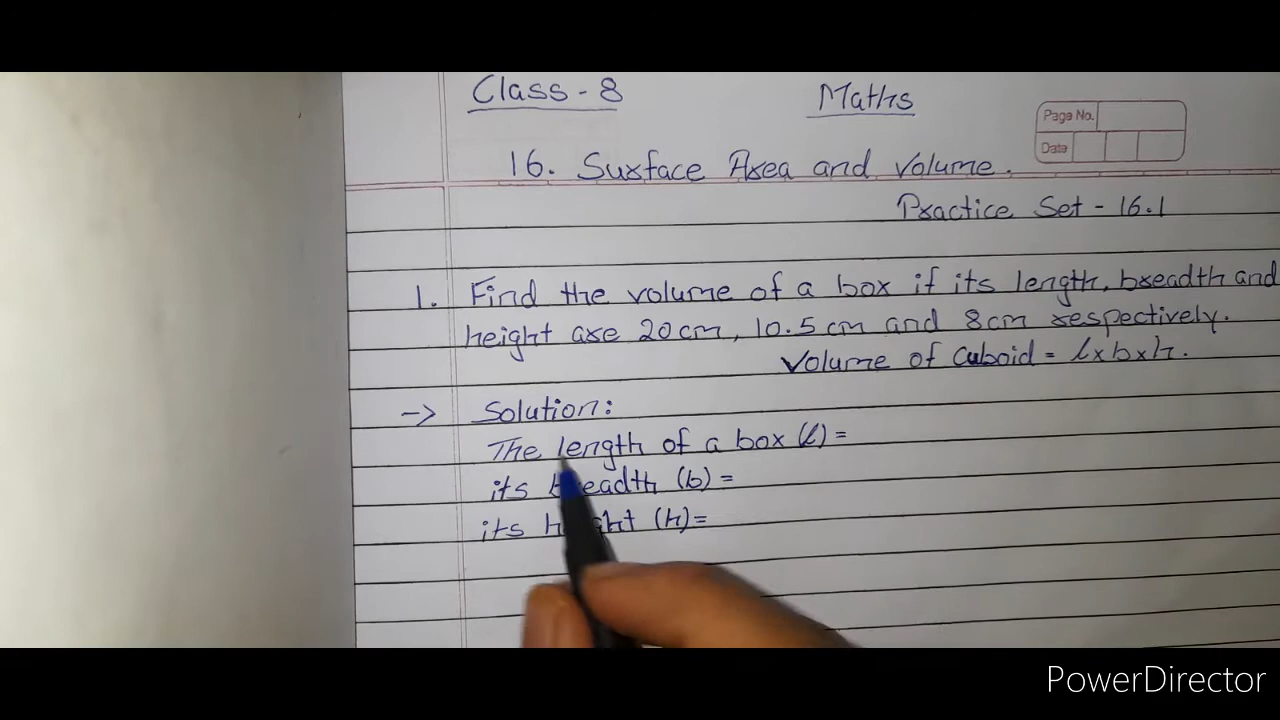 Class - 8 Maths
Page No.
Date
16. Surface Area and Volume.
Practice Set - 16.1
1. Find the volume of a box if its length, breadth and
height are 20 cm, 10.5 cm and 8 cm respectively.
Volume of Cuboid = l x b x h.
-> Solution:
The length of a box (l) =
its breadth (b) =
its height (h) =
PowerDirector